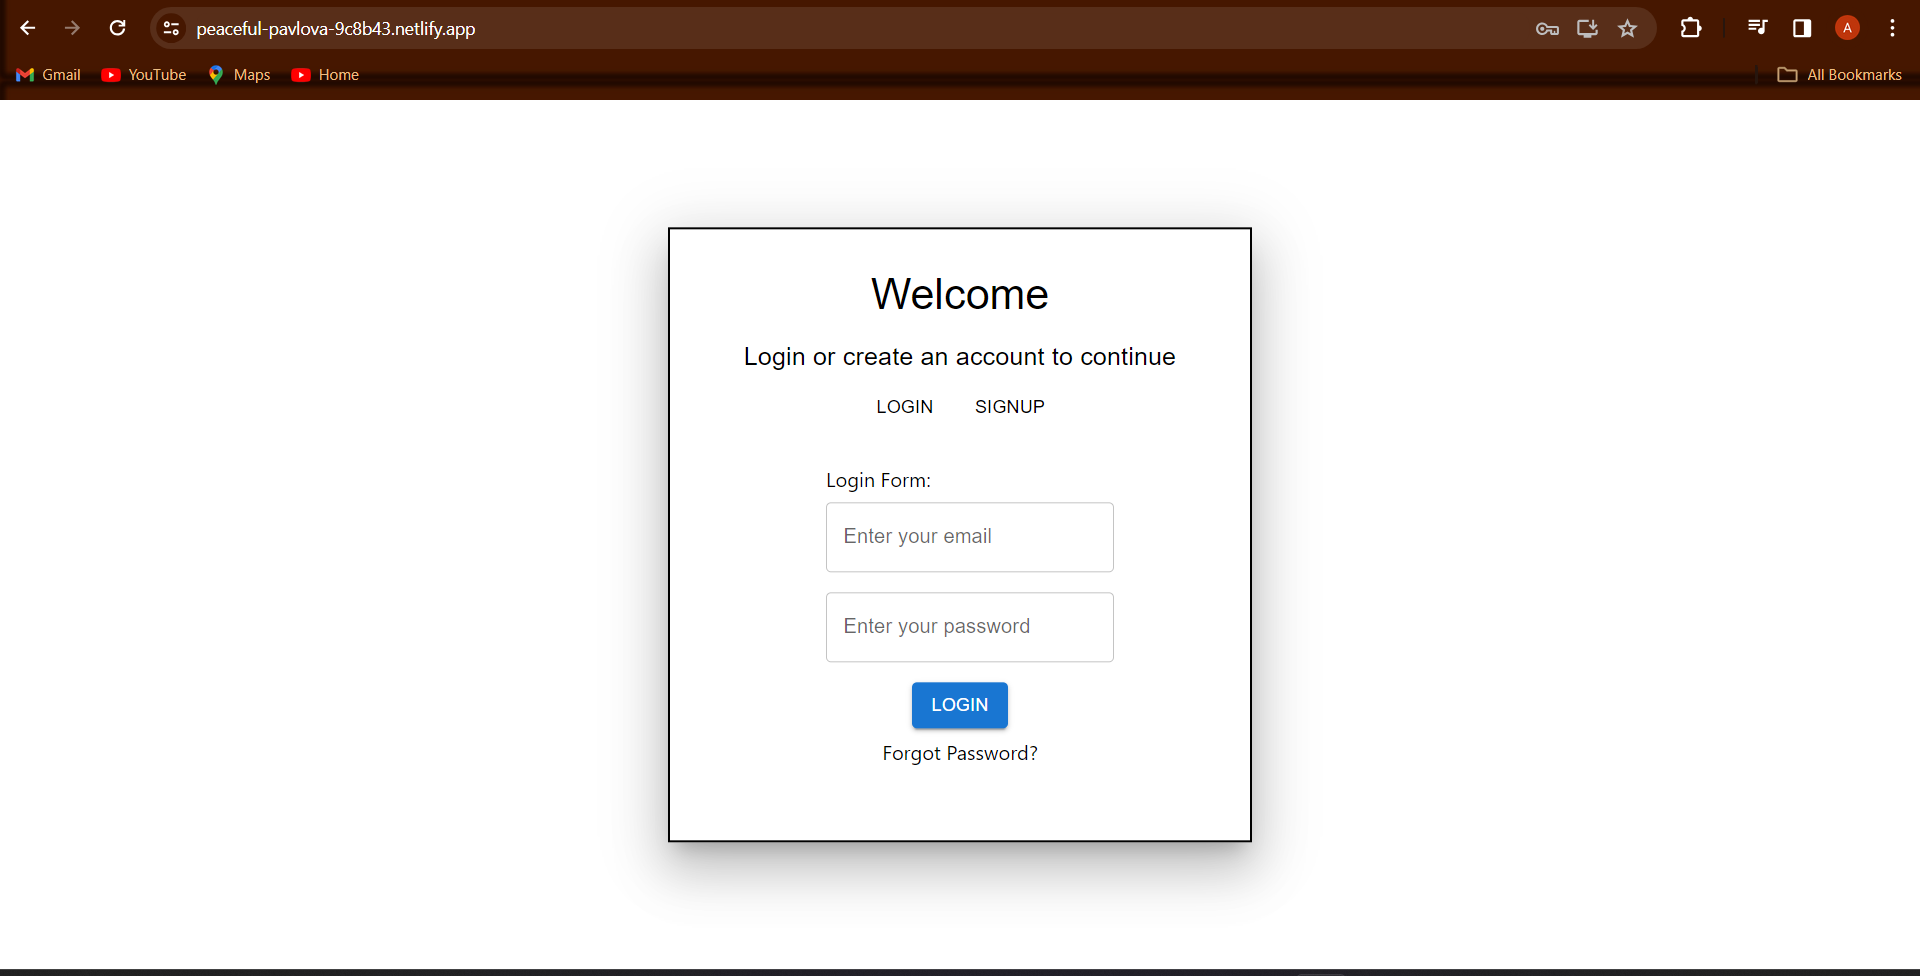 peaceful-pavlova-9c8b43.netlify.app
A
Gmail YouTube Maps Home All Bookmarks
Welcome
Login or create an account to continue
LOGIN SIGNUP
Login Form:
Enter your email
Enter your password
LOGIN
Forgot Password?